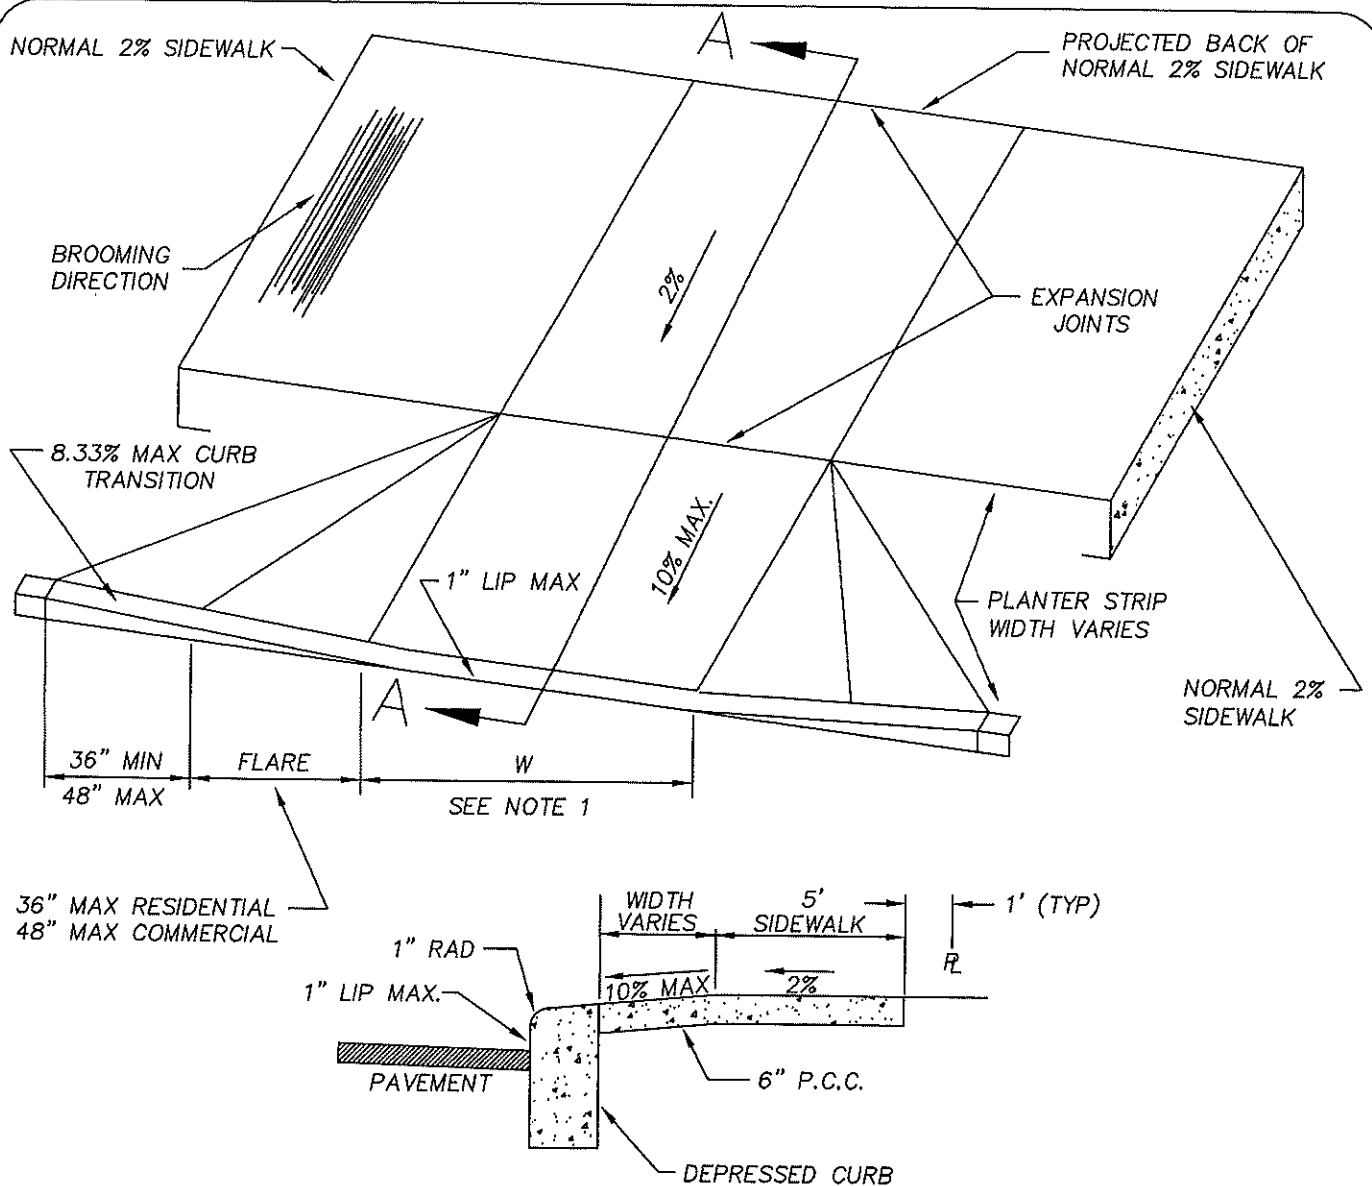 NORMAL 2% SIDEWALK
A
PROJECTED BACK OF
NORMAL 2% SIDEWALK
BROOMING
DIRECTION
2%
EXPANSION
JOINTS
8.33% MAX CURB
TRANSITION
10% MAX.
1" LIP MAX
PLANTER STRIP
WIDTH VARIES
NORMAL 2%
SIDEWALK
A
36" MIN
48" MAX
FLARE
W
SEE NOTE 1
36" MAX RESIDENTIAL
48" MAX COMMERCIAL
WIDTH
VARIES
5'
SIDEWALK
1' (TYP)
PL
1" RAD
1" LIP MAX.
10% MAX
2%
PAVEMENT
6" P.C.C.
DEPRESSED CURB